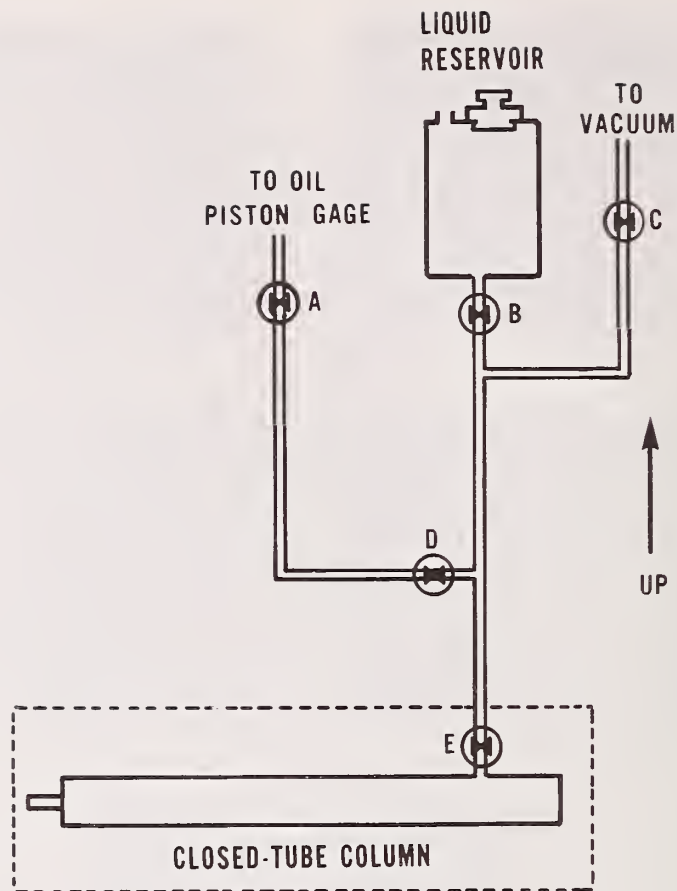 LIQUID
RESERVOIR
TO
VACUUM
TO OIL
PISTON GAGE
C
A
B
D
UP
E
CLOSED-TUBE COLUMN